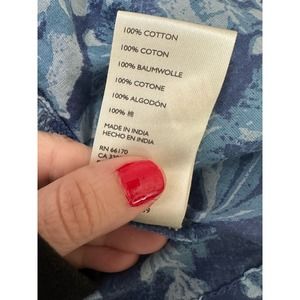 100% COTTON
100% COTON
100% BAUMWOLLE
100% COTONE
100% ALGODÓN
100% 棉
MADE IN INDIA
HECHO EN INDIA
RN 66170
CA